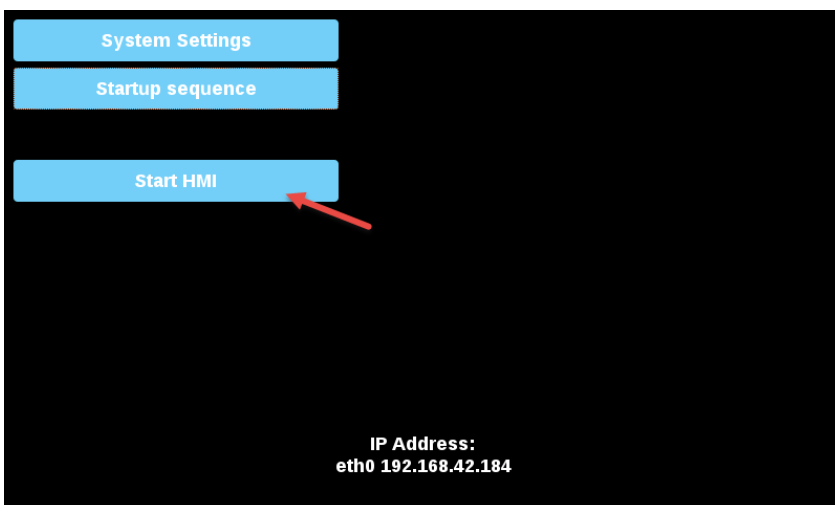 System Settings
Startup sequence
Start HMI
IP Address:
eth0 192.168.42.184